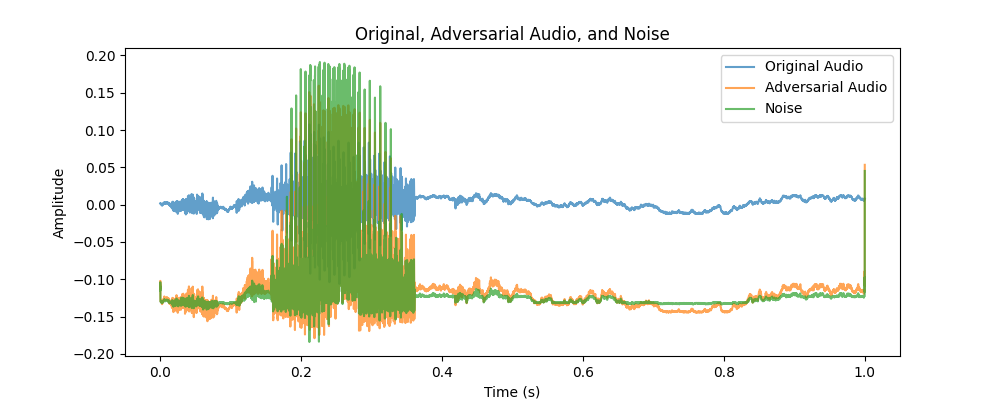 Original, Adversarial Audio, and Noise
Original Audio
Adversarial Audio
Noise
Amplitude
0.20
0.15
0.10
0.05
0.00
−0.05
−0.10
−0.15
−0.20
0.0 0.2 0.4 0.6 0.8 1.0
Time (s)